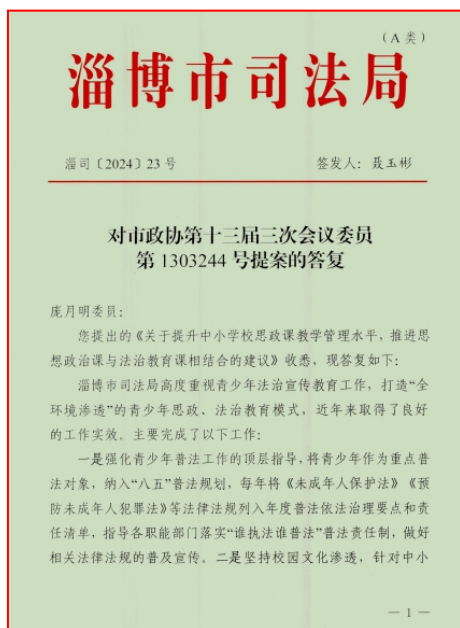 （A 类）
淄博市司法局
淄司〔2024〕23 号
签发人：聂玉彬
对市政协第十三届三次会议委员
第 1303244 号提案的答复
庞月明委员：
您提出的《关于提升中小学校思政课教学管理水平，推进思
想政治课与法治教育课相结合的建议》收悉，现答复如下：
淄博市司法局高度重视青少年法治宣传教育工作，打造“全
环境渗透”的青少年思政、法治教育模式，近年来取得了良好
的工作实效。主要完成了以下工作：
一是强化青少年普法工作的顶层指导，将青少年作为重点普
法对象，纳入“八五”普法规划，每年将《未成年人保护法》《预
防未成年人犯罪法》等法律法规列入年度普法依法治理要点和责
任清单，指导各职能部门落实“谁执法谁普法”普法责任制，做好
相关法律法规的普及宣传。二是坚持校园文化渗透，针对中小
— 1 —